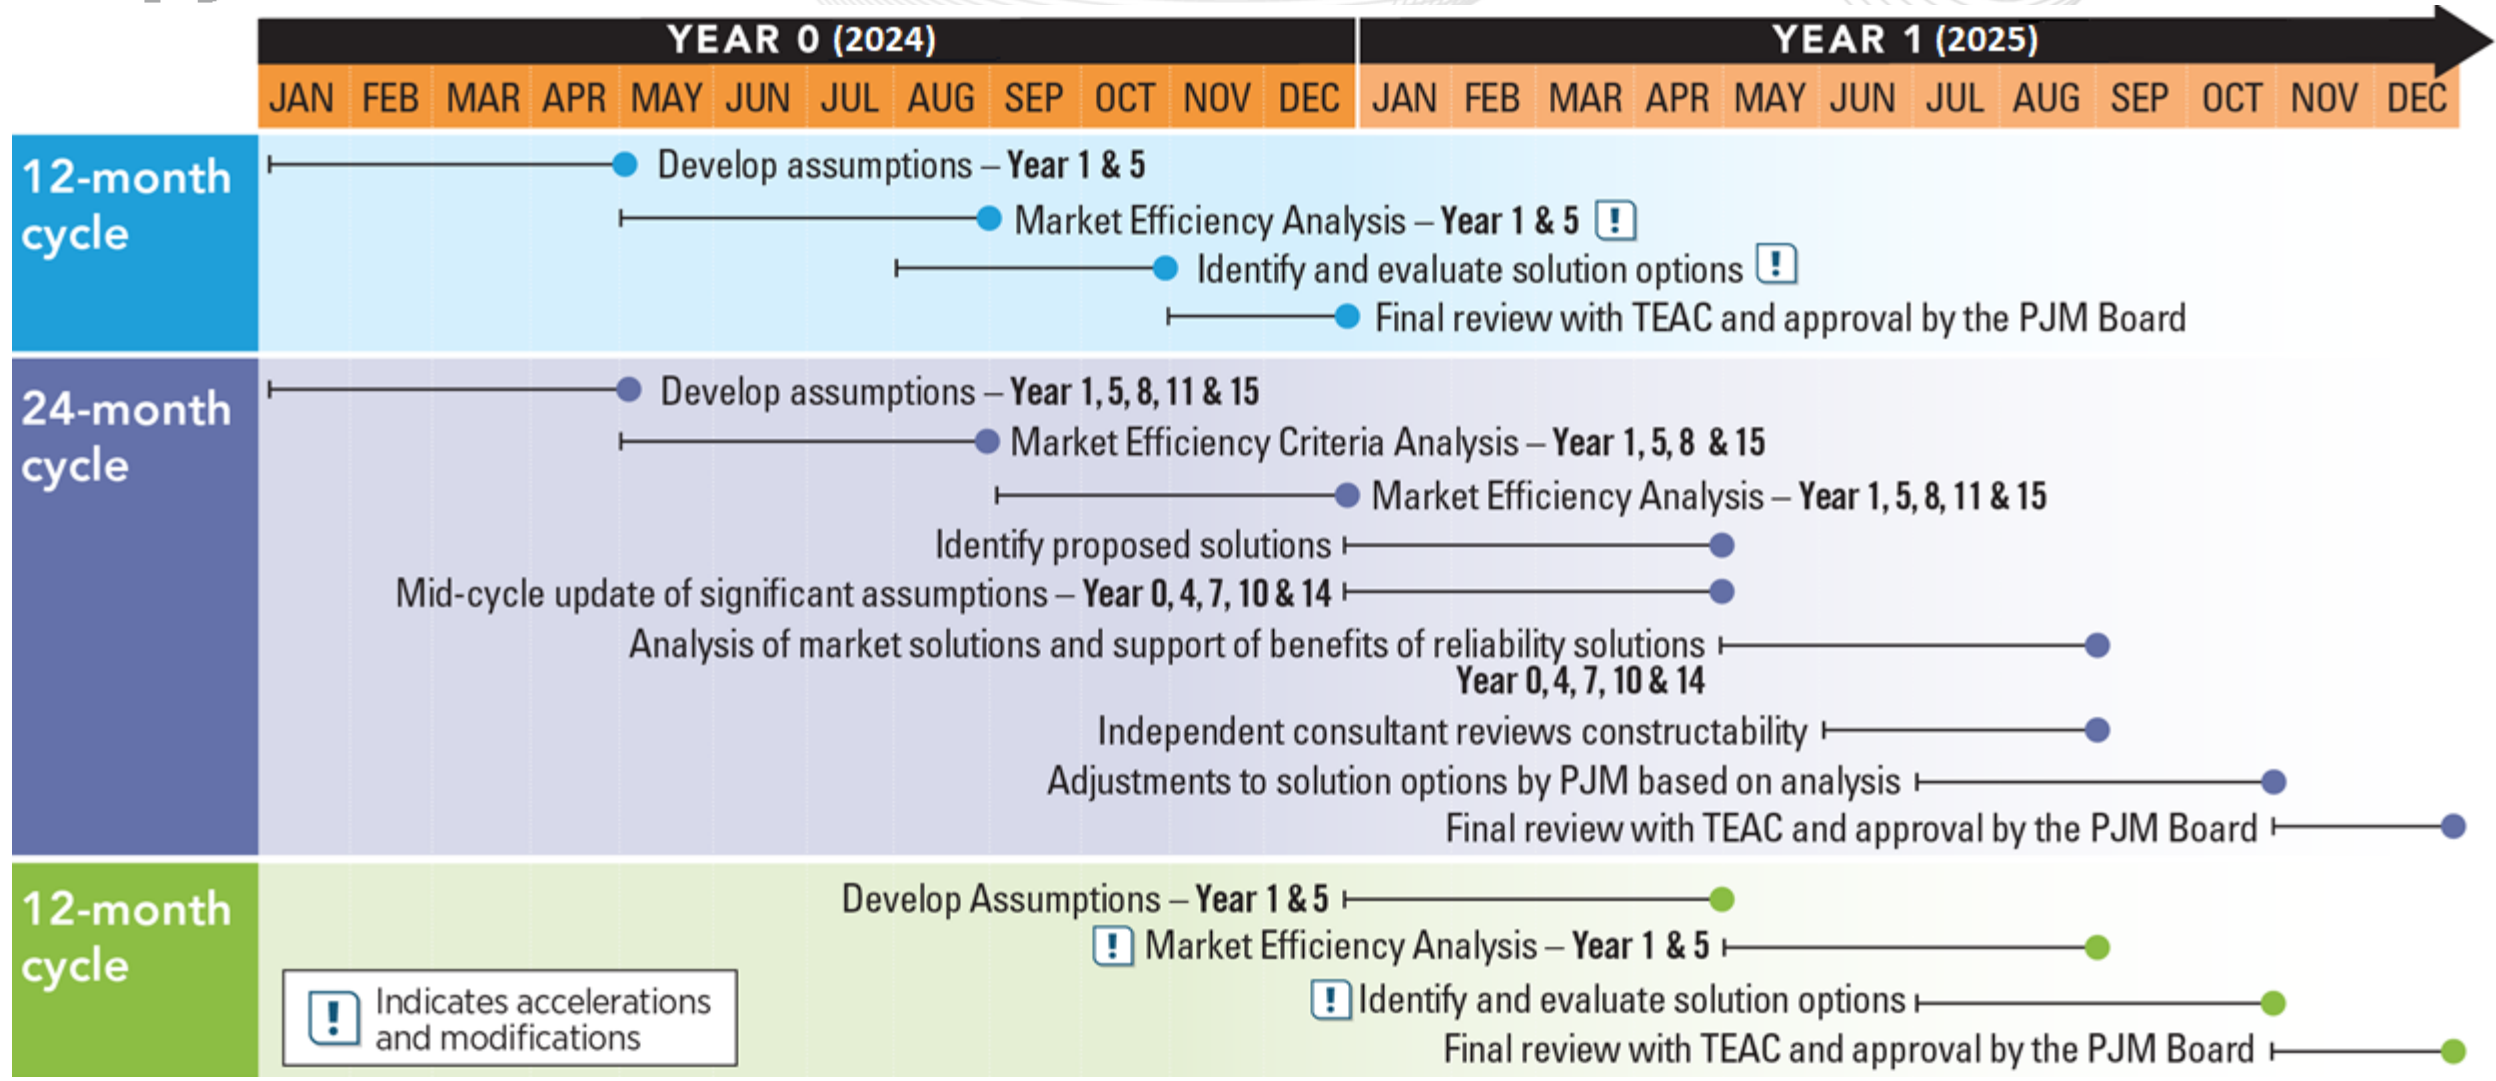 YEAR 0 (2024) YEAR 1 (2025)
JAN FEB MAR APR MAY JUN JUL AUG SEP OCT NOV DEC JAN FEB MAR APR MAY JUN JUL AUG SEP OCT NOV DEC
12-month
cycle
Develop assumptions – Year 1 & 5
Market Efficiency Analysis – Year 1 & 5 !
Identify and evaluate solution options !
Final review with TEAC and approval by the PJM Board
24-month
cycle
Develop assumptions – Year 1, 5, 8, 11 & 15
Market Efficiency Criteria Analysis – Year 1, 5, 8 & 15
Market Efficiency Analysis – Year 1, 5, 8, 11 & 15
Identify proposed solutions
Mid-cycle update of significant assumptions – Year 0, 4, 7, 10 & 14
Analysis of market solutions and support of benefits of reliability solutions
Year 0, 4, 7, 10 & 14
Independent consultant reviews constructability
Adjustments to solution options by PJM based on analysis
Final review with TEAC and approval by the PJM Board
12-month
cycle
Develop Assumptions – Year 1 & 5
! Market Efficiency Analysis – Year 1 & 5
! Identify and evaluate solution options
Final review with TEAC and approval by the PJM Board
! Indicates accelerations
and modifications